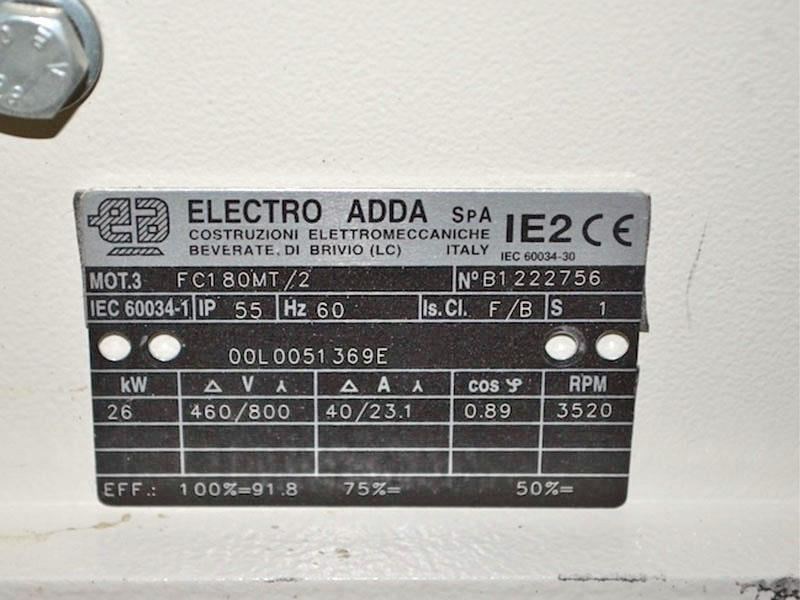 ELECTRO ADDA SPA
COSTRUZIONI ELETTROMECCANICHE
BEVERATE, DI BRIVIO (LC) ITALY
IE2 CE
IEC 60034-30
MOT.3 FC180MT/2 N°B1222756
IEC 60034-1 IP 55 Hz 60 Is.Cl. F/B S 1
00L0051369E
kW Δ V ⅄ Δ A ⅄ cos φ RPM
26 460/800 40/23.1 0.89 3520
EFF.: 100%=91.8 75%= 50%=